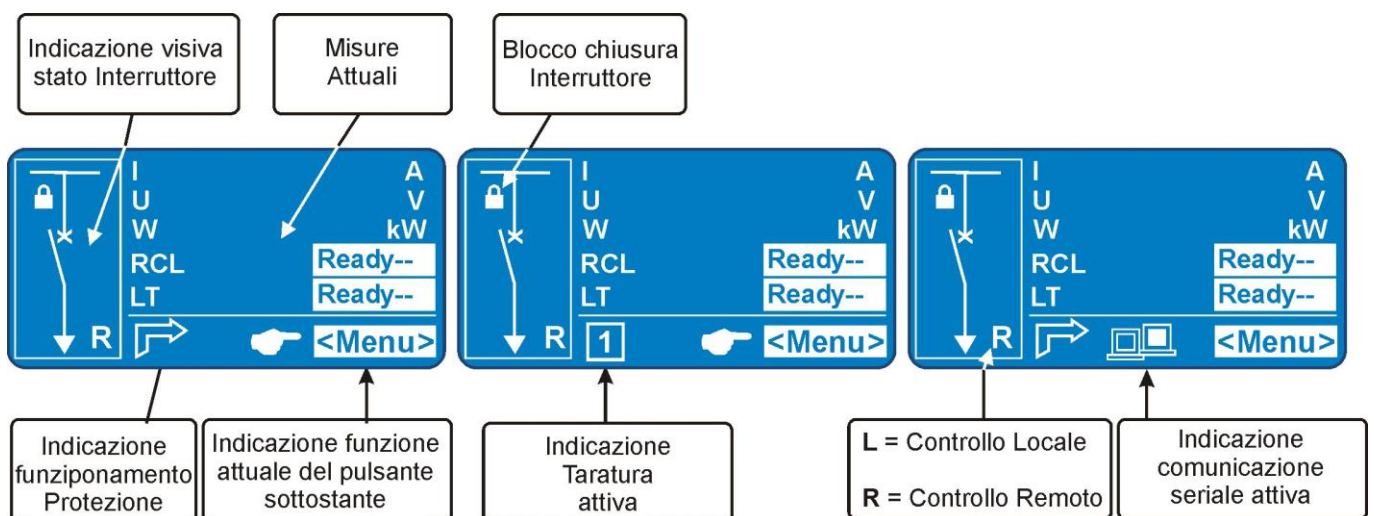 Indicazione visiva
stato Interruttore
Misure
Attuali
Blocco chiusura
Interruttore
I A
U V
W kW
RCL Ready--
LT Ready--
R <Menu>
I A
U V
W kW
RCL Ready--
LT Ready--
R 1 <Menu>
I A
U V
W kW
RCL Ready--
LT Ready--
R <Menu>
Indicazione
funziponamento
Protezione
Indicazione funzione
attuale del pulsante
sottostante
Indicazione
Taratura
attiva
L = Controllo Locale
R = Controllo Remoto
Indicazione
comunicazione
seriale attiva